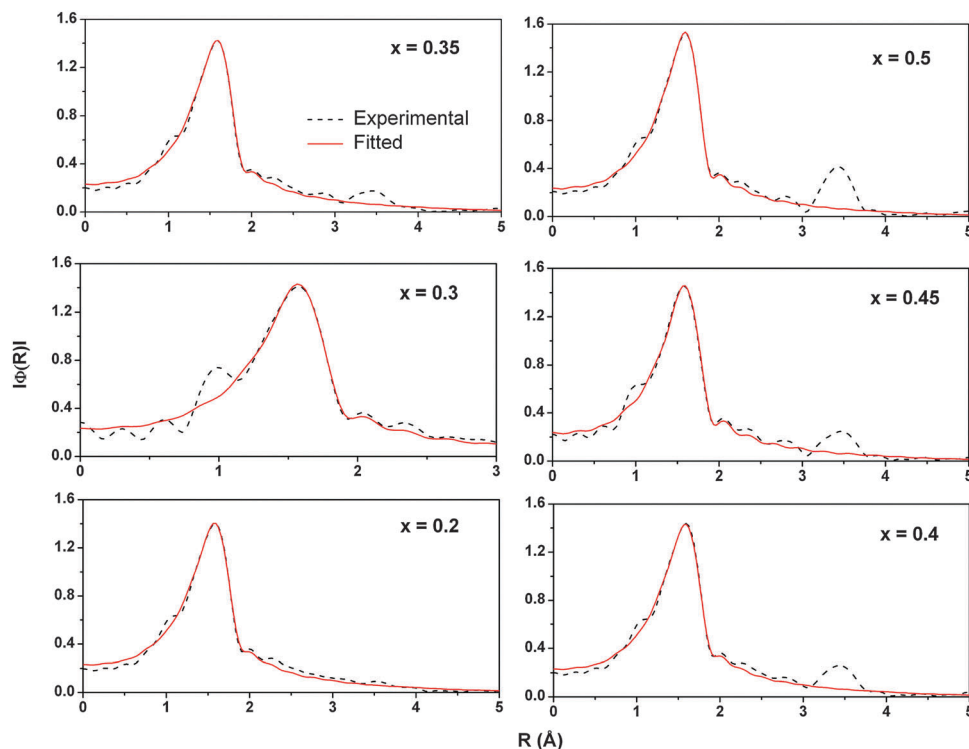 1.6
1.2
0.8
0.4
0.0
x = 0.35
Experimental
Fitted
0 1 2 3 4 5
1.6
1.2
0.8
0.4
0.0
x = 0.5
0 1 2 3 4 5
IΦ(R)I
1.6
1.2
0.8
0.4
0.0
x = 0.3
0 1 2 3
1.6
1.2
0.8
0.4
0.0
x = 0.45
0 1 2 3 4 5
1.6
1.2
0.8
0.4
0.0
x = 0.2
0 1 2 3 4 5
1.6
1.2
0.8
0.4
0.0
x = 0.4
0 1 2 3 4 5
R (Å)